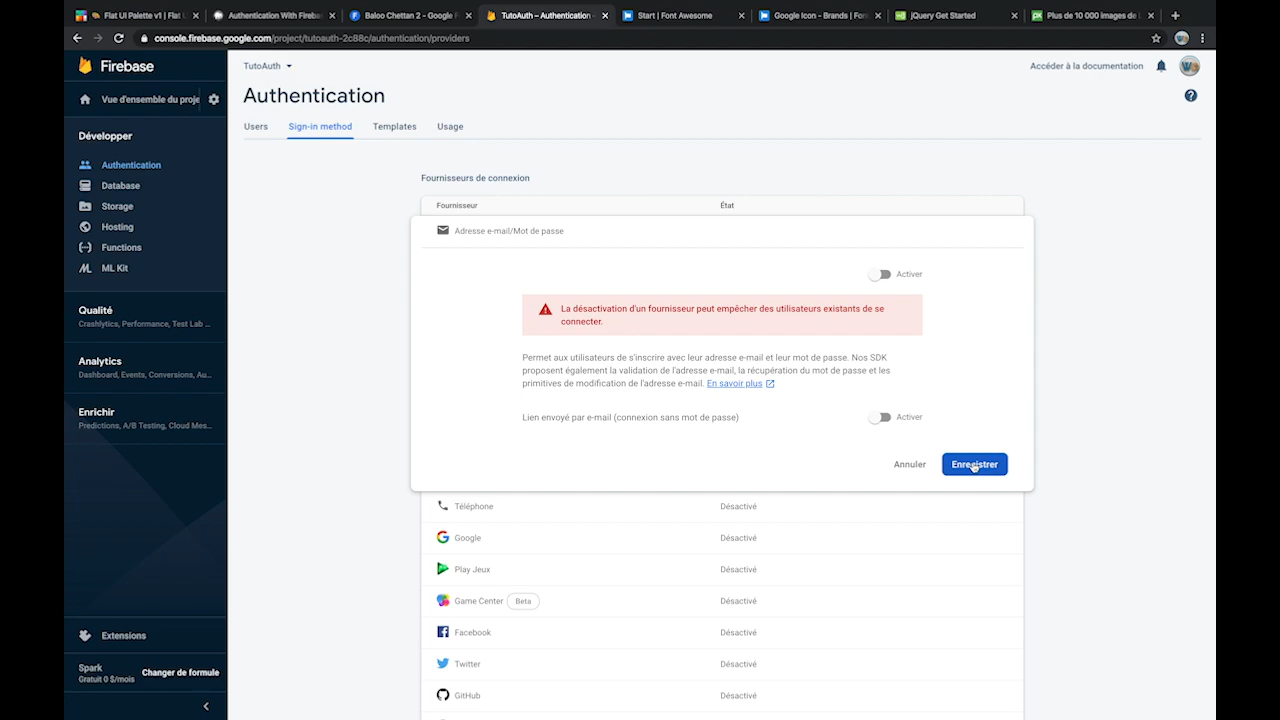 Flat UI Palette v1 | Flat
Authentication With Fireba
Baloo Chettan 2 - Google F
TutoAuth – Authentication -
Start | Font Awesome
Google Icon - Brands | Fon
jQuery Get Started
Plus de 10 000 images de L
console.firebase.google.com/project/tutoauth-2c88c/authentication/providers
Firebase
TutoAuth
Accéder à la documentation
Vue d'ensemble du proje
Authentication
Users
Sign-in method
Templates
Usage
Développer
Authentication
Database
Storage
Hosting
Functions
ML Kit
Qualité
Crashlytics, Performance, Test Lab ...
Analytics
Dashboard, Events, Conversions, Au...
Enrichir
Predictions, A/B Testing, Cloud Mes...
Extensions
Spark
Gratuit 0 $/mois
Changer de formule
Fournisseurs de connexion
Fournisseur
État
Adresse e-mail/Mot de passe
Activer
La désactivation d'un fournisseur peut empêcher des utilisateurs existants de se
connecter.
Permet aux utilisateurs de s'inscrire avec leur adresse e-mail et leur mot de passe. Nos SDK
proposent également la validation de l'adresse e-mail, la récupération du mot de passe et les
primitives de modification de l'adresse e-mail. En savoir plus
Lien envoyé par e-mail (connexion sans mot de passe)
Activer
Annuler
Enregistrer
Téléphone
Désactivé
Google
Désactivé
Play Jeux
Désactivé
Game Center
Beta
Désactivé
Facebook
Désactivé
Twitter
Désactivé
GitHub
Désactivé